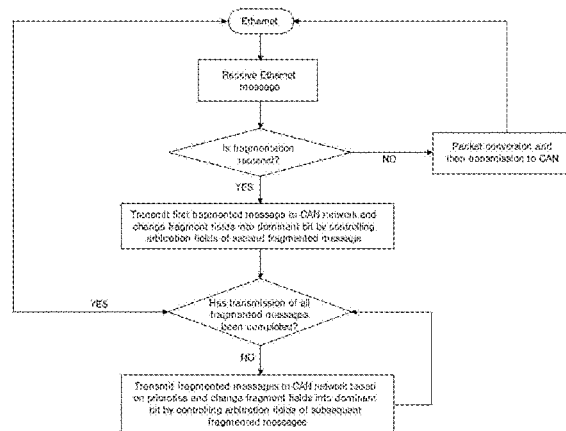 Ethernet
Receive Ethernet
message
Is fragmentation
required?
NO
Packet conversion and
then transmission to CAN
YES
Transmit first fragmented message to CAN network and
change fragment fields into dominant bit by controlling
arbitration fields of second fragmented message
YES
Has transmission of all
fragmented messages
been completed?
NO
Transmit fragmented messages to CAN network based
on priorities and change fragment fields into dominant
bit by controlling arbitration fields of subsequent
fragmented messages